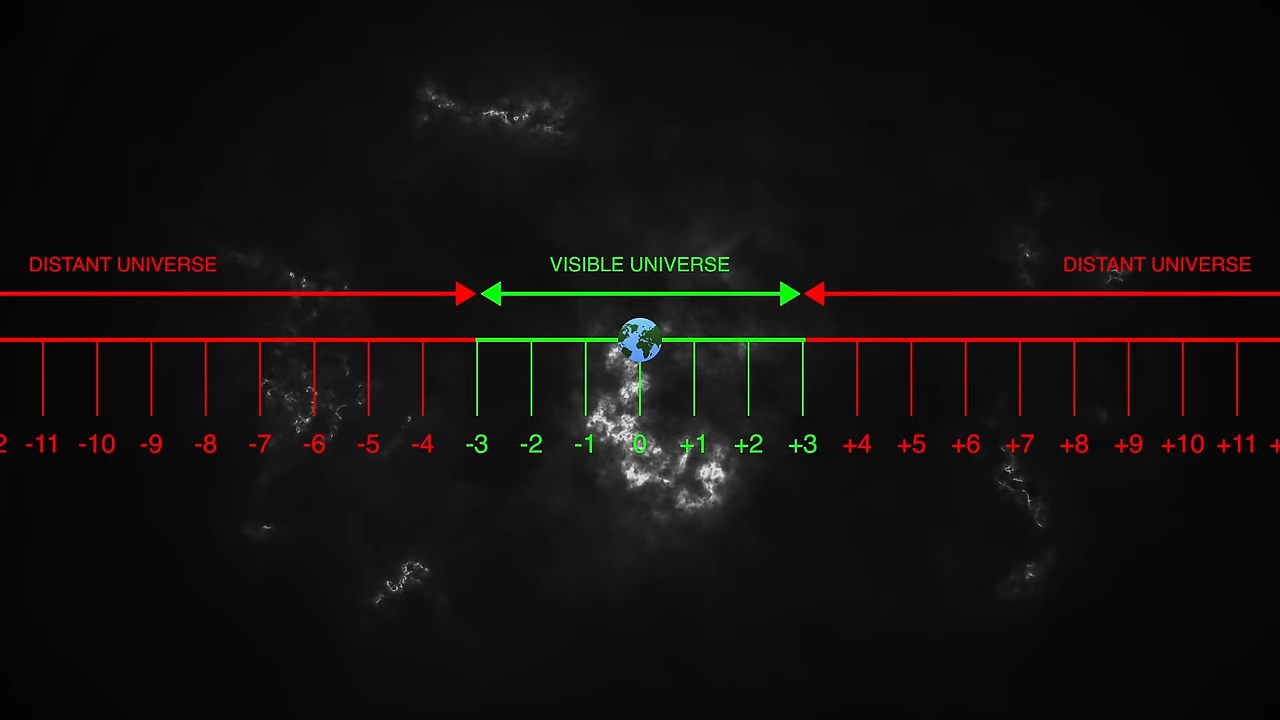 DISTANT UNIVERSE VISIBLE UNIVERSE DISTANT UNIVERSE
-11 -10 -9 -8 -7 -6 -5 -4 -3 -2 -1 0 +1 +2 +3 +4 +5 +6 +7 +8 +9 +10 +11